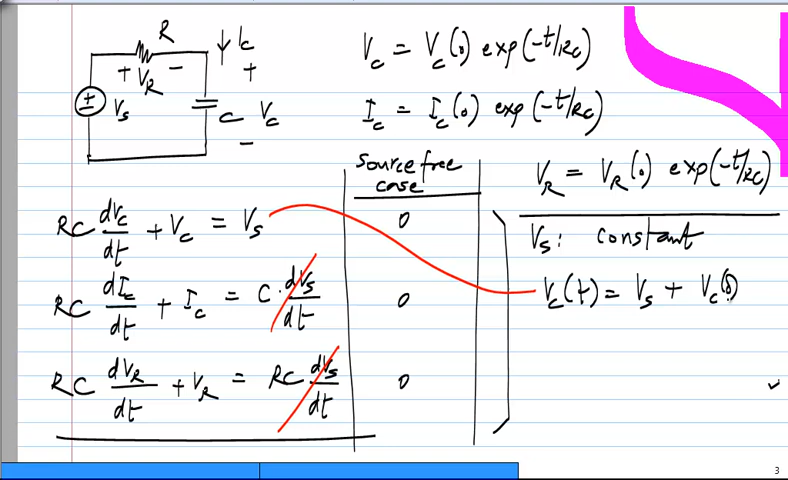 R
I_c
+ V_R −
+
V_s
C
V_c
−
V_c = V_c(0) exp(-t/RC)
I_c = I_c(0) exp(-t/RC)
V_R = V_R(0) exp(-t/RC)
source free
case
RC dV_c/dt + V_c = V_s
0
RC dI_c/dt + I_c = C · dV_s/dt
0
RC dV_R/dt + V_R = RC dV_s/dt
0
V_s : constant
V_c(t) = V_s + V_c(0)
3